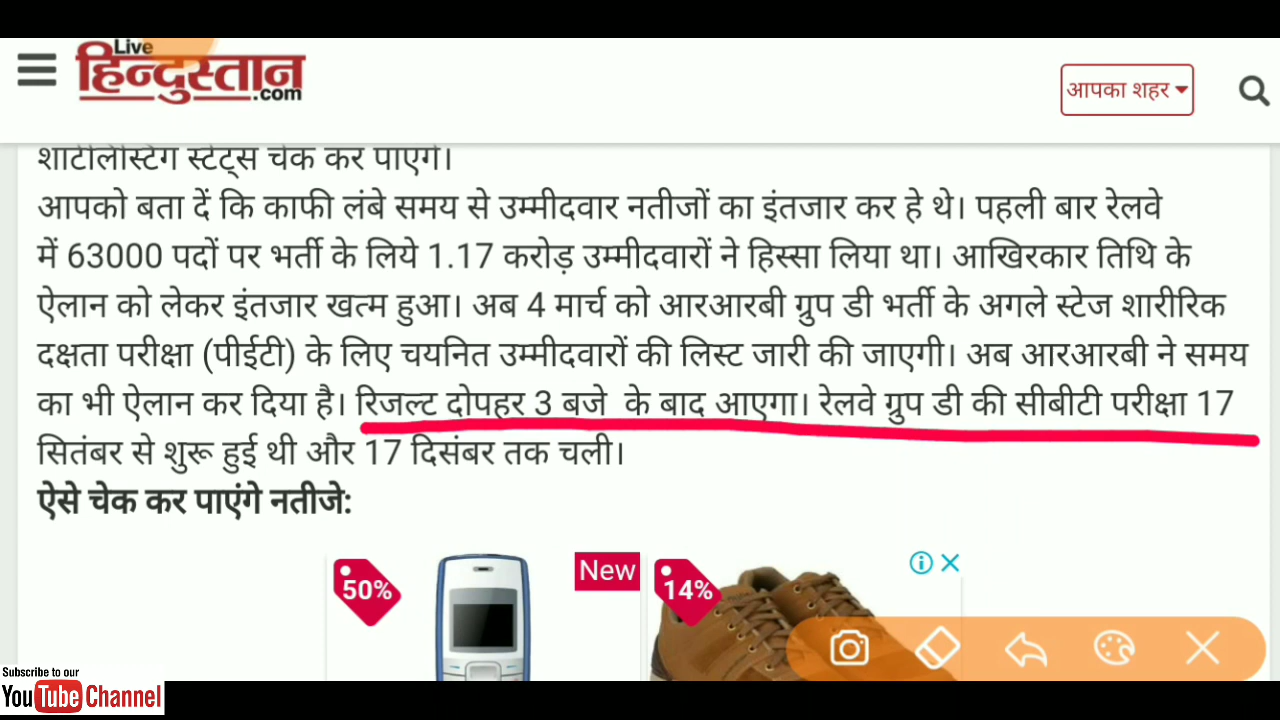 Live
हिन्दुस्तान
.com
आपका शहर
शॉर्टलिस्टिंग स्टेट्स चेक कर पाएंगे।
आपको बता दें कि काफी लंबे समय से उम्मीदवार नतीजों का इंतजार कर हे थे। पहली बार रेलवे
में 63000 पदों पर भर्ती के लिये 1.17 करोड़ उम्मीदवारों ने हिस्सा लिया था। आखिरकार तिथि के
ऐलान को लेकर इंतजार खत्म हुआ। अब 4 मार्च को आरआरबी ग्रुप डी भर्ती के अगले स्टेज शारीरिक
दक्षता परीक्षा (पीईटी) के लिए चयनित उम्मीदवारों की लिस्ट जारी की जाएगी। अब आरआरबी ने समय
का भी ऐलान कर दिया है। रिजल्ट दोपहर 3 बजे के बाद आएगा। रेलवे ग्रुप डी की सीबीटी परीक्षा 17
सितंबर से शुरू हुई थी और 17 दिसंबर तक चली।
ऐसे चेक कर पाएंगे नतीजे:
50%
New
14%
Subscribe to our
YouTube Channel